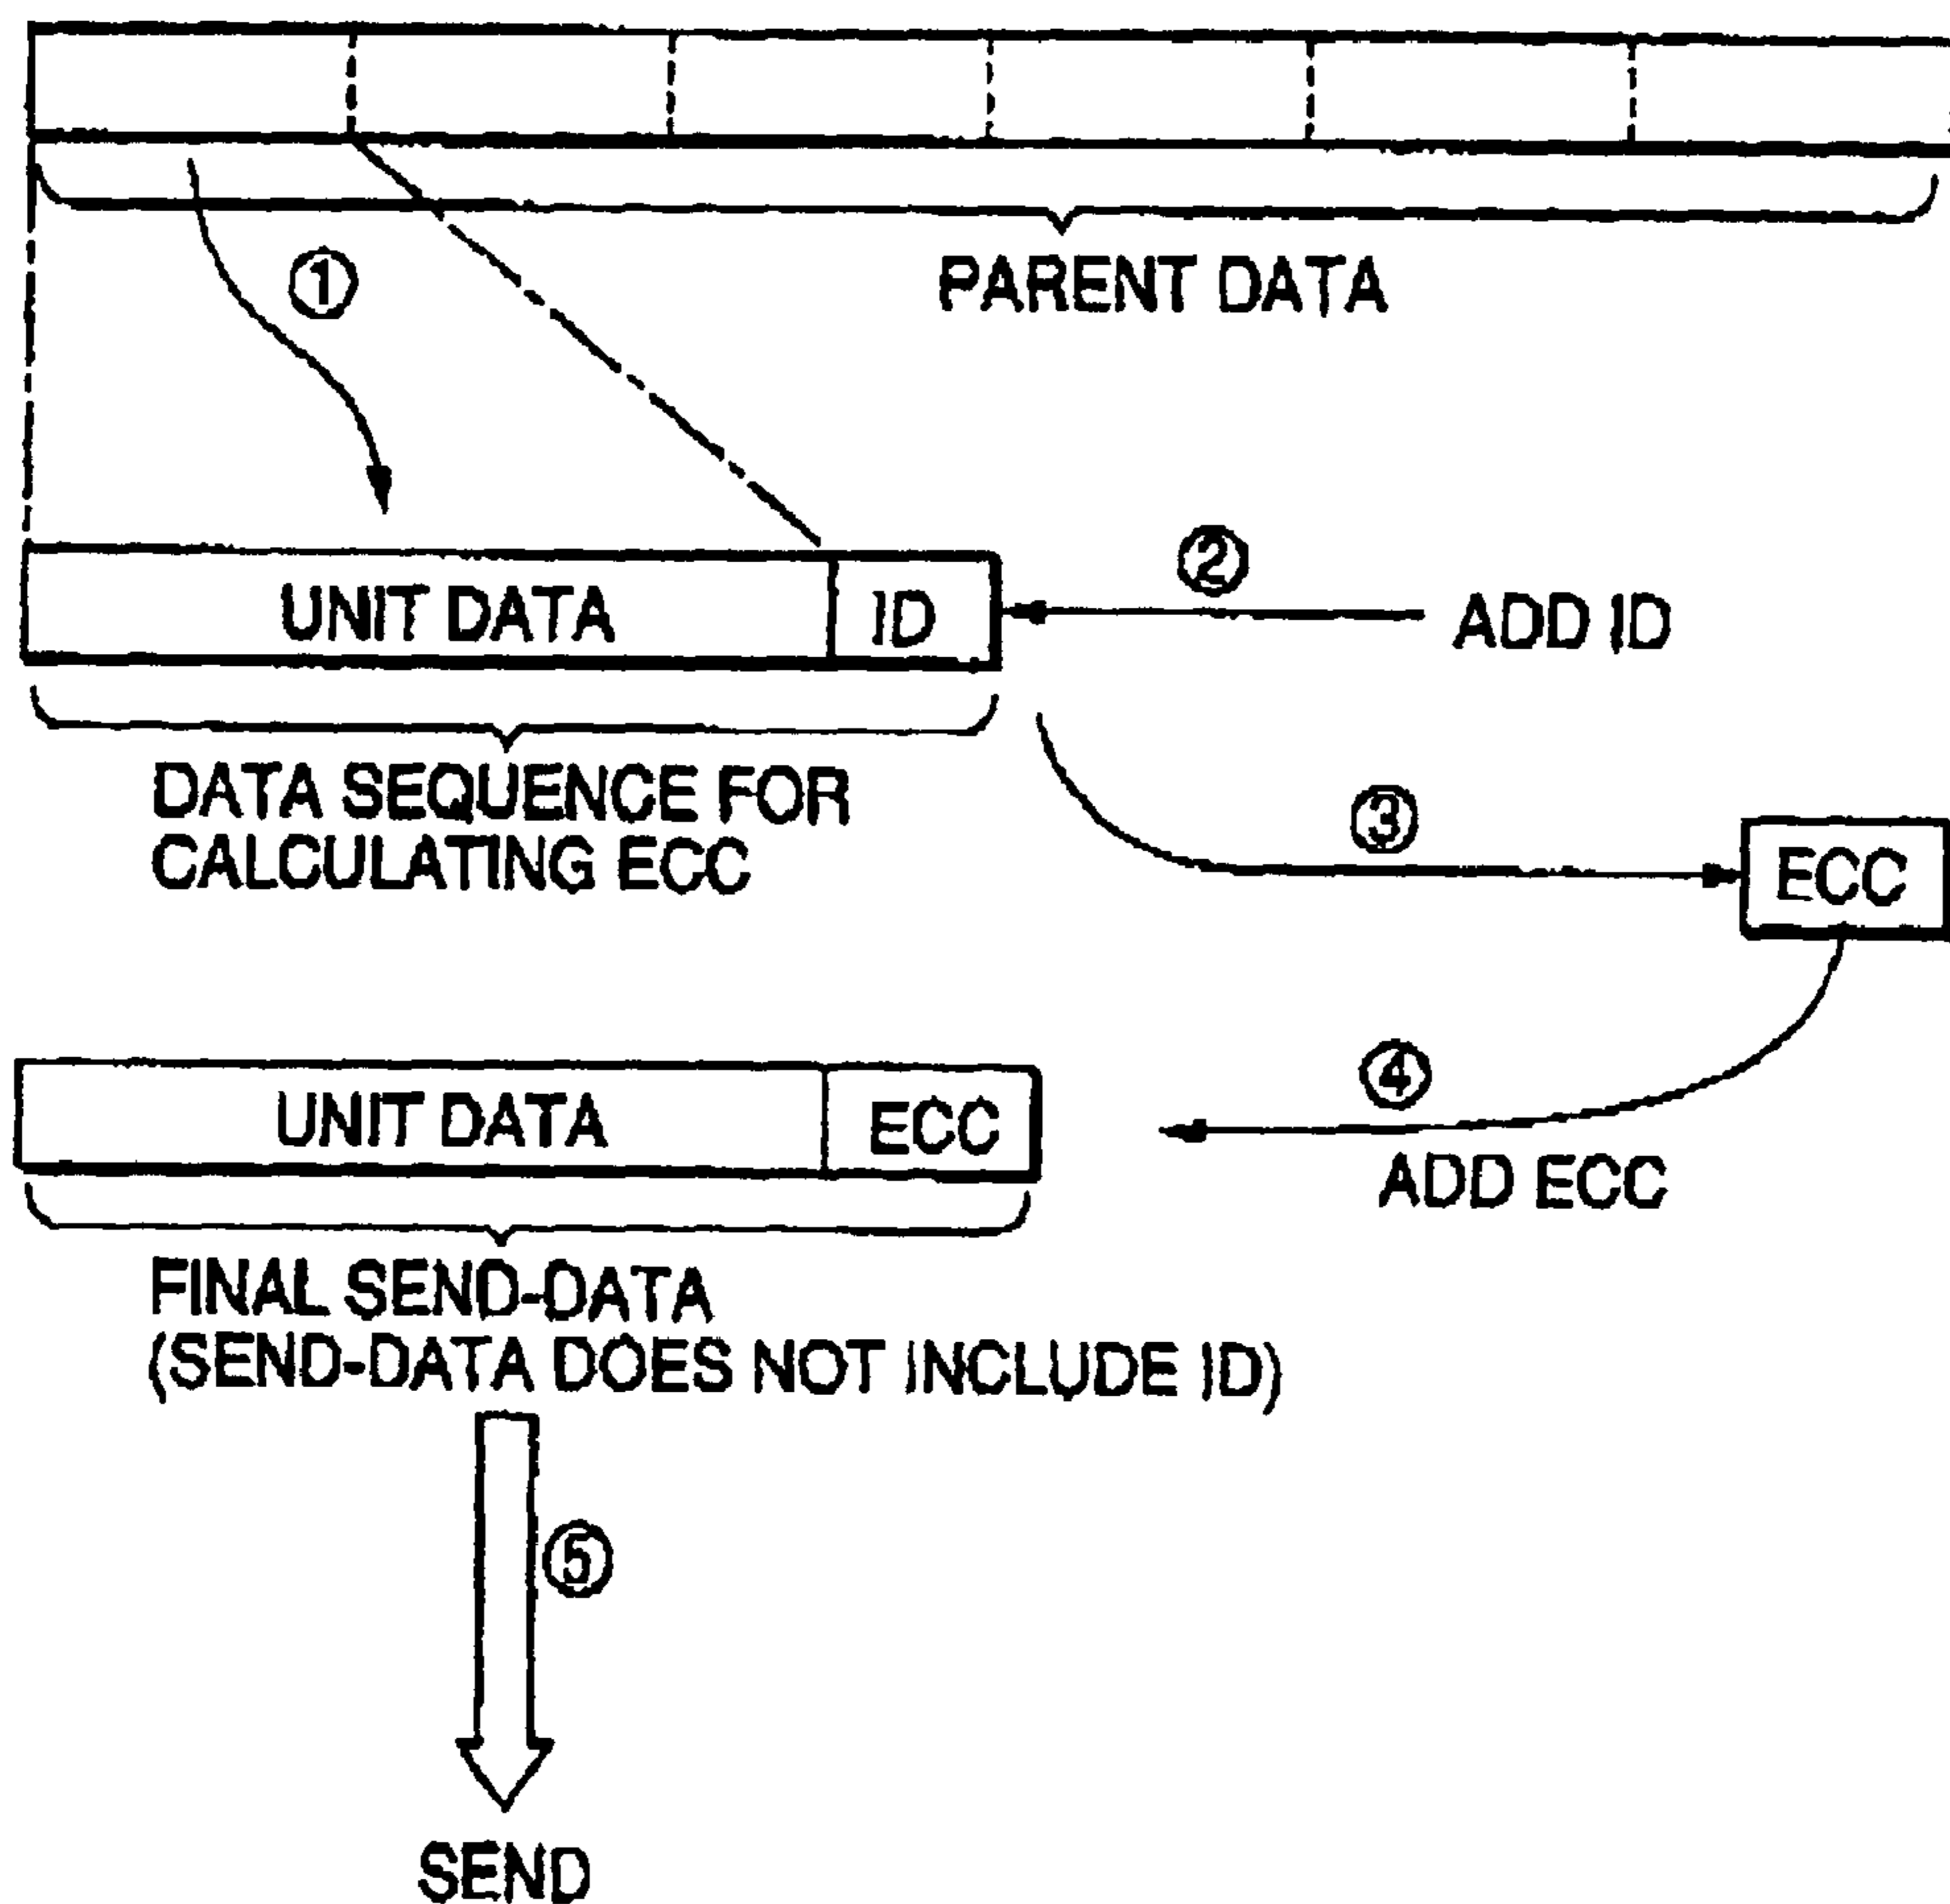 PARENT DATA
①
UNIT DATA
ID
②
ADD ID
DATA SEQUENCE FOR
CALCULATING ECC
③
ECC
UNIT DATA
ECC
④
ADD ECC
FINAL SEND-DATA
(SEND-DATA DOES NOT INCLUDE ID)
⑤
SEND